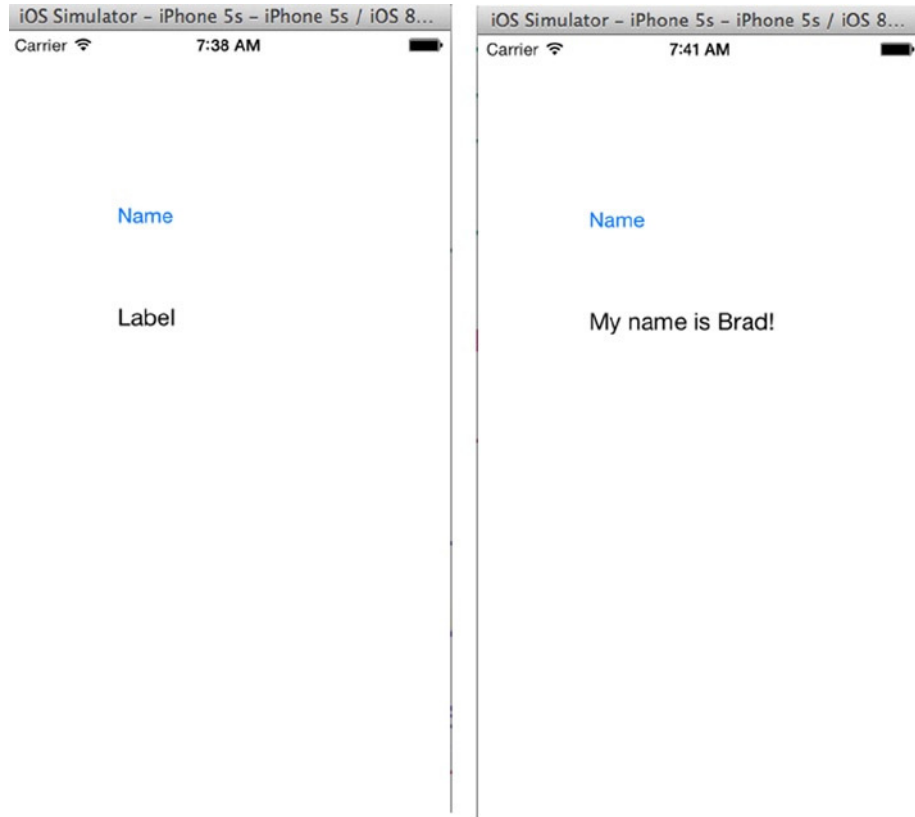 iOS Simulator – iPhone 5s – iPhone 5s / iOS 8...
Carrier 7:38 AM
Name
Label
iOS Simulator – iPhone 5s – iPhone 5s / iOS 8...
Carrier 7:41 AM
Name
My name is Brad!